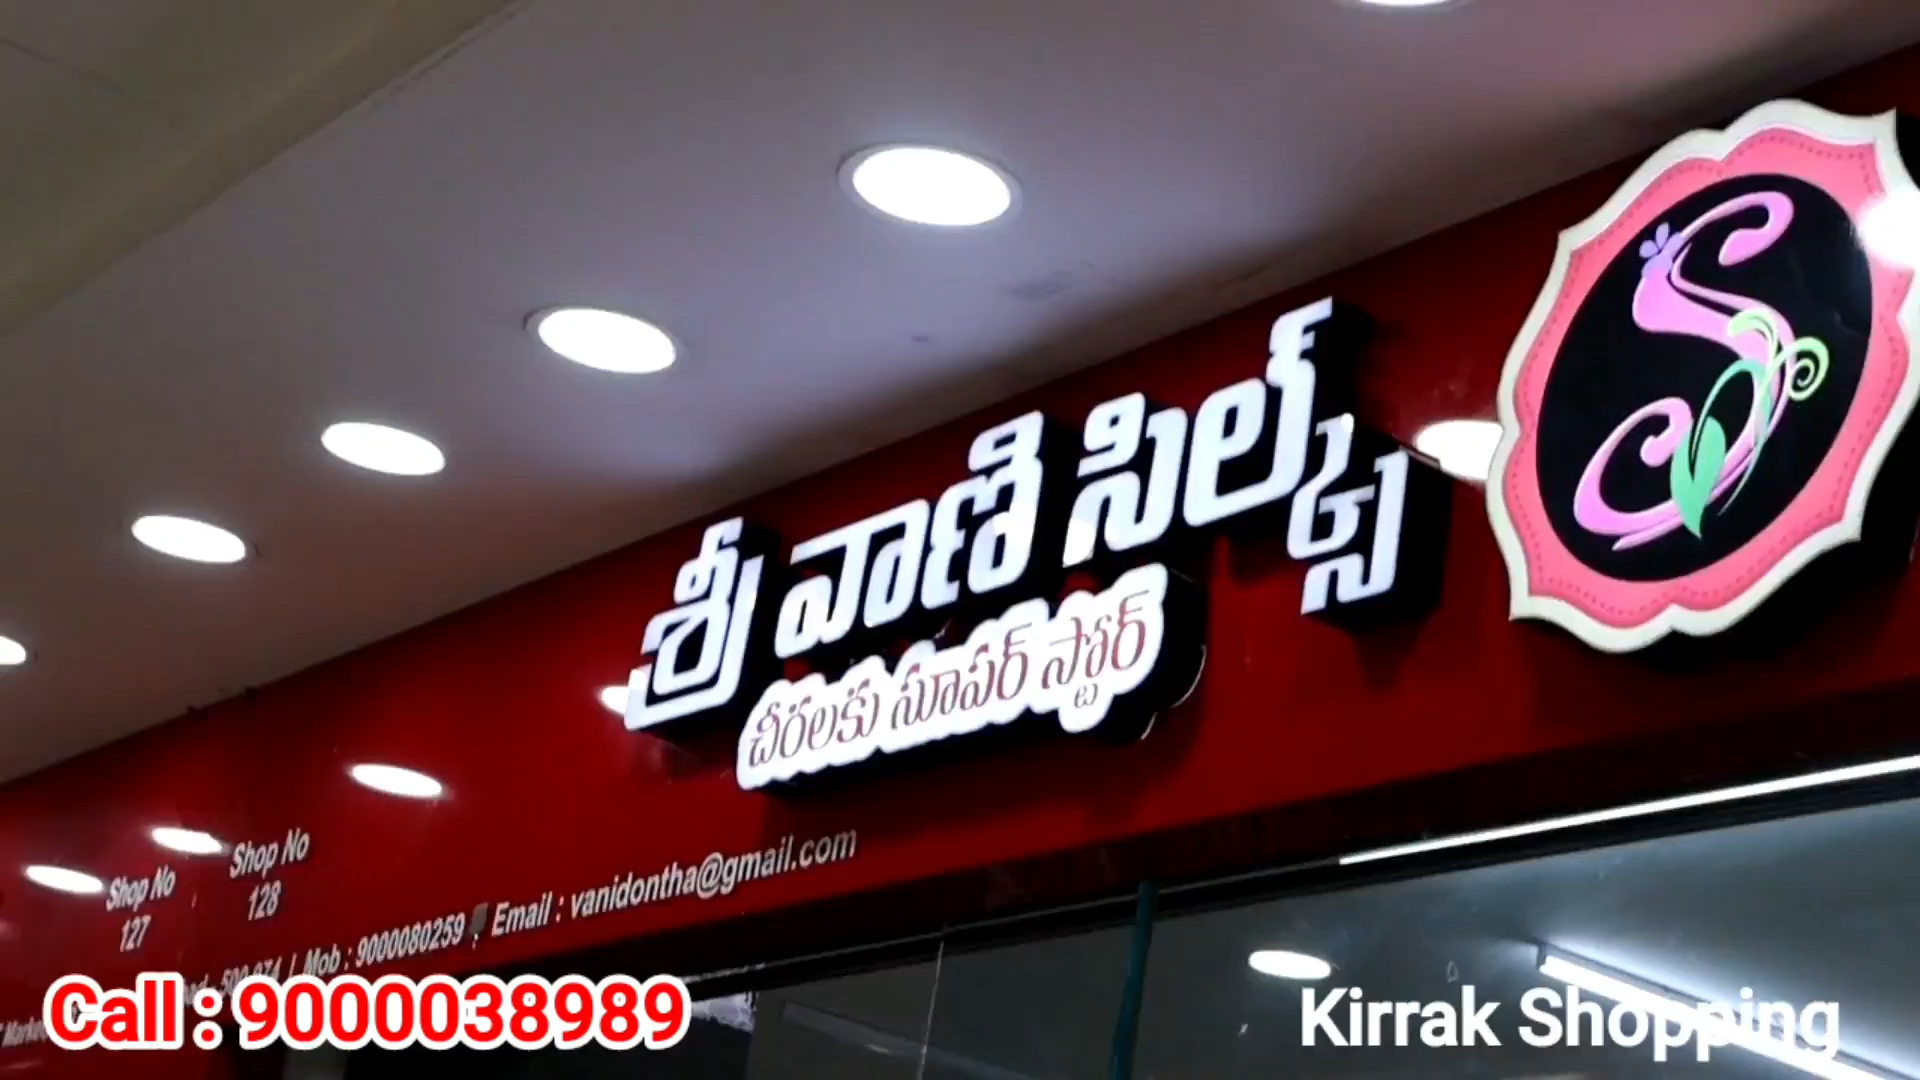 శ్రీ వాణి సిల్క్స్
చీరలకు సూపర్ స్టోర్
Shop No
127
Shop No
128
Mob : 9000080259 Email : vanidontha@gmail.com
Call : 9000038989
Kirrak Shopping